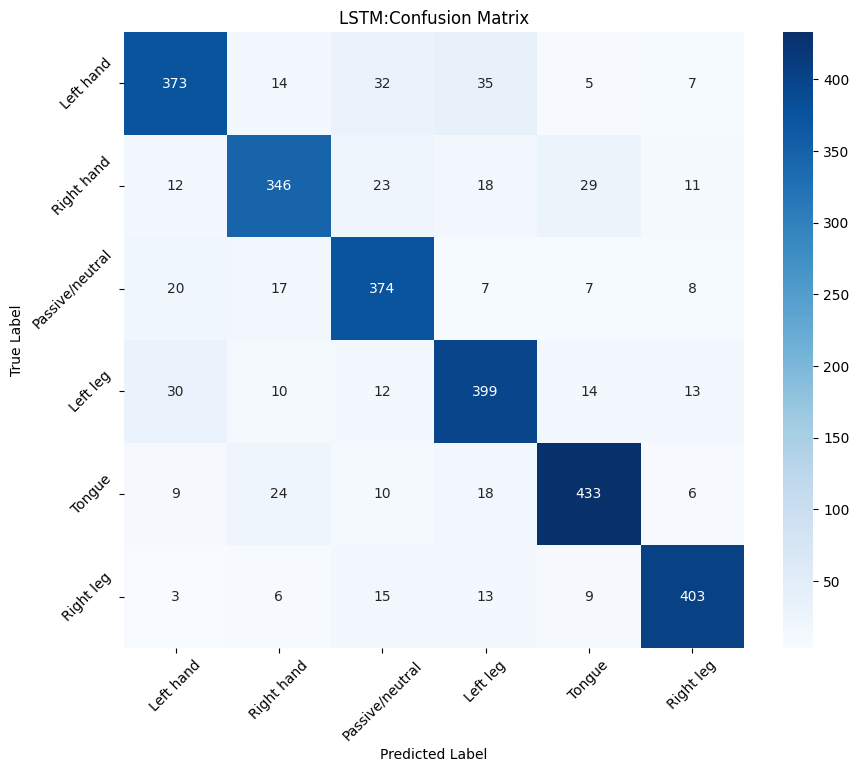 LSTM:Confusion Matrix
True Label
Left hand 373 14 32 35 5 7
Right hand 12 346 23 18 29 11
Passive/neutral 20 17 374 7 7 8
Left leg 30 10 12 399 14 13
Tongue 9 24 10 18 433 6
Right leg 3 6 15 13 9 403
Left hand Right hand Passive/neutral Left leg Tongue Right leg
Predicted Label
400
350
300
250
200
150
100
50